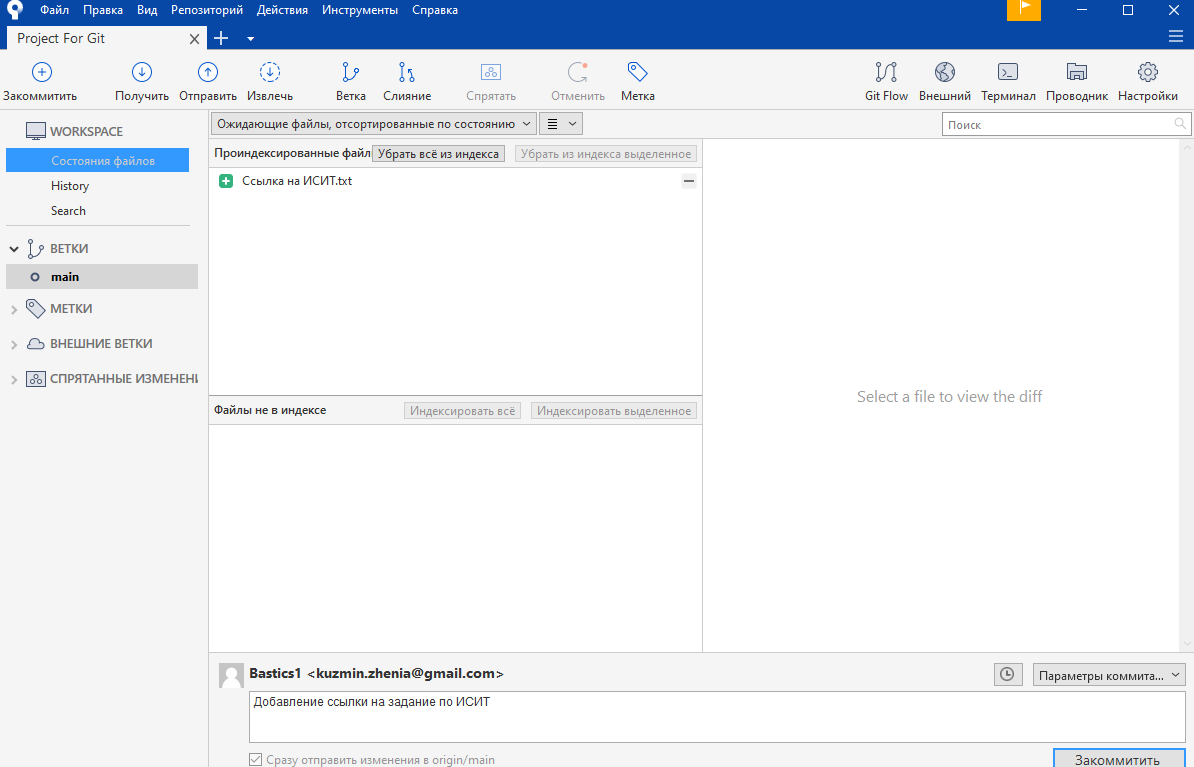 Файл Правка Вид Репозиторий Действия Инструменты Справка
Project For Git
Закоммитить Получить Отправить Извлечь Ветка Слияние Спрятать Отменить Метка Git Flow Внешний Терминал Проводник Настройки
WORKSPACE
Состояния файлов
History
Search
ВЕТКИ
main
МЕТКИ
ВНЕШНИЕ ВЕТКИ
СПРЯТАННЫЕ ИЗМЕНЕНИ
Ожидающие файлы, отсортированные по состоянию
Поиск
Проиндексированные файл Убрать всё из индекса Убрать из индекса выделенное
Ссылка на ИСИТ.txt
Файлы не в индексе Индексировать всё Индексировать выделенное
Select a file to view the diff
Bastics1 <kuzmin.zhenia@gmail.com>
Параметры коммита...
Добавление ссылки на задание по ИСИТ
Сразу отправить изменения в origin/main
Закоммитить